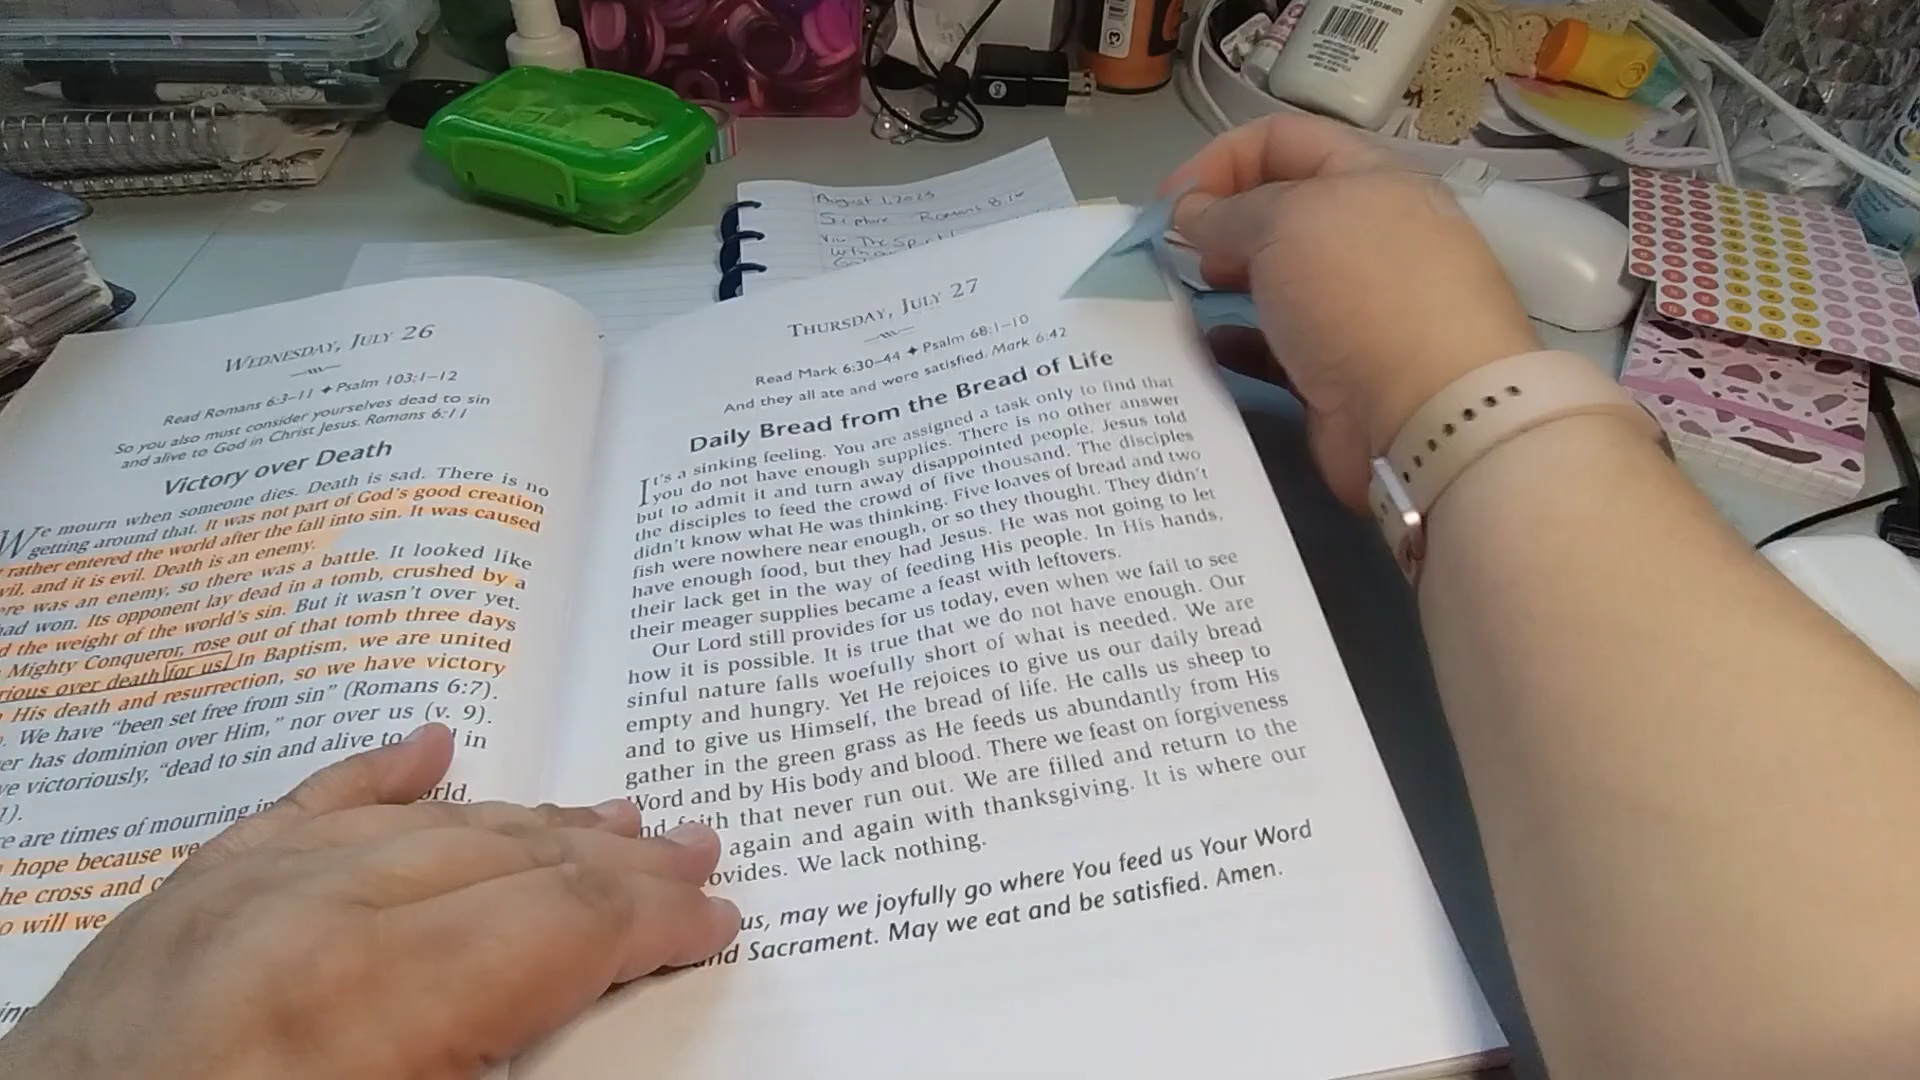 August 1, 2023
Scripture Romans 8:
WEDNESDAY, JULY 26
Read Romans 6:3–11 ✦ Psalm 103:1–12
So you also must consider yourselves dead to sin
and alive to God in Christ Jesus. Romans 6:11
Victory over Death
We mourn when someone dies. Death is sad. There is no
getting around that. It was not part of God's good creation
rather entered the world after the fall into sin. It was caused
vil, and it is evil. Death is an enemy.
ere was an enemy, so there was a battle. It looked like
had won. Its opponent lay dead in a tomb, crushed by a
d the weight of the world's sin. But it wasn't over yet.
Mighty Conqueror, rose out of that tomb three days
rious over death for us! In Baptism, we are united
His death and resurrection, so we have victory
. We have "been set free from sin" (Romans 6:7).
er has dominion over Him," nor over us (v. 9).
ve victoriously, "dead to sin and alive to d in
1).
re are times of mourning in orld,
hope because we
he cross and
o will we
THURSDAY, JULY 27
Read Mark 6:30–44 ✦ Psalm 68:1–10
And they all ate and were satisfied. Mark 6:42
Daily Bread from the Bread of Life
It's a sinking feeling. You are assigned a task only to find that
you do not have enough supplies. There is no other answer
but to admit it and turn away disappointed people. Jesus told
the disciples to feed the crowd of five thousand. The disciples
didn't know what He was thinking. Five loaves of bread and two
fish were nowhere near enough, or so they thought. They didn't
have enough food, but they had Jesus. He was not going to let
their lack get in the way of feeding His people. In His hands,
their meager supplies became a feast with leftovers.
Our Lord still provides for us today, even when we fail to see
how it is possible. It is true that we do not have enough. Our
sinful nature falls woefully short of what is needed. We are
empty and hungry. Yet He rejoices to give us our daily bread
and to give us Himself, the bread of life. He calls us sheep to
gather in the green grass as He feeds us abundantly from His
Word and by His body and blood. There we feast on forgiveness
nd faith that never run out. We are filled and return to the
again and again with thanksgiving. It is where our
ovides. We lack nothing.
us, may we joyfully go where You feed us Your Word
and Sacrament. May we eat and be satisfied. Amen.